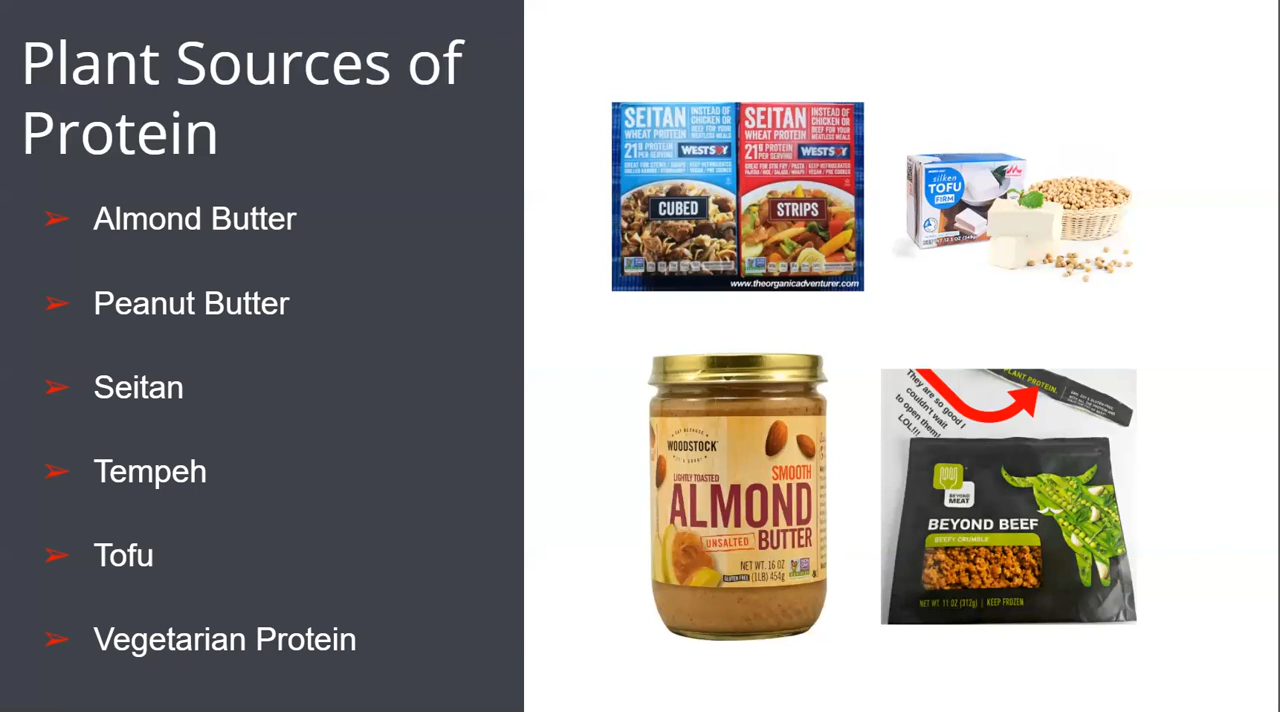 Plant Sources of
Protein
➢ Almond Butter
➢ Peanut Butter
➢ Seitan
➢ Tempeh
➢ Tofu
➢ Vegetarian Protein
SEITAN
WHEAT PROTEIN
INSTEAD OF
CHICKEN OR
BEEF FOR YOUR
MEATLESS MEALS
21g PROTEIN
PER SERVING
WESTSOY
CUBED
SEITAN
WHEAT PROTEIN
INSTEAD OF
CHICKEN OR
BEEF FOR YOUR
MEATLESS MEALS
21g PROTEIN
PER SERVING
WESTSOY
STRIPS
www.theorganicadventurer.com
silken
TOFU
FIRM
WOODSTOCK
LIGHTLY TOASTED
SMOOTH
ALMOND
UNSALTED
BUTTER
NET WT. 16 OZ
(1LB) 454g
GLUTEN FREE
They are so good I
couldn't wait
to open them!
LOL!!!
PLANT PROTEIN.
BEYOND
MEAT
BEYOND BEEF
BEEFY CRUMBLE
NET WT. 11 OZ (312g) | KEEP FROZEN